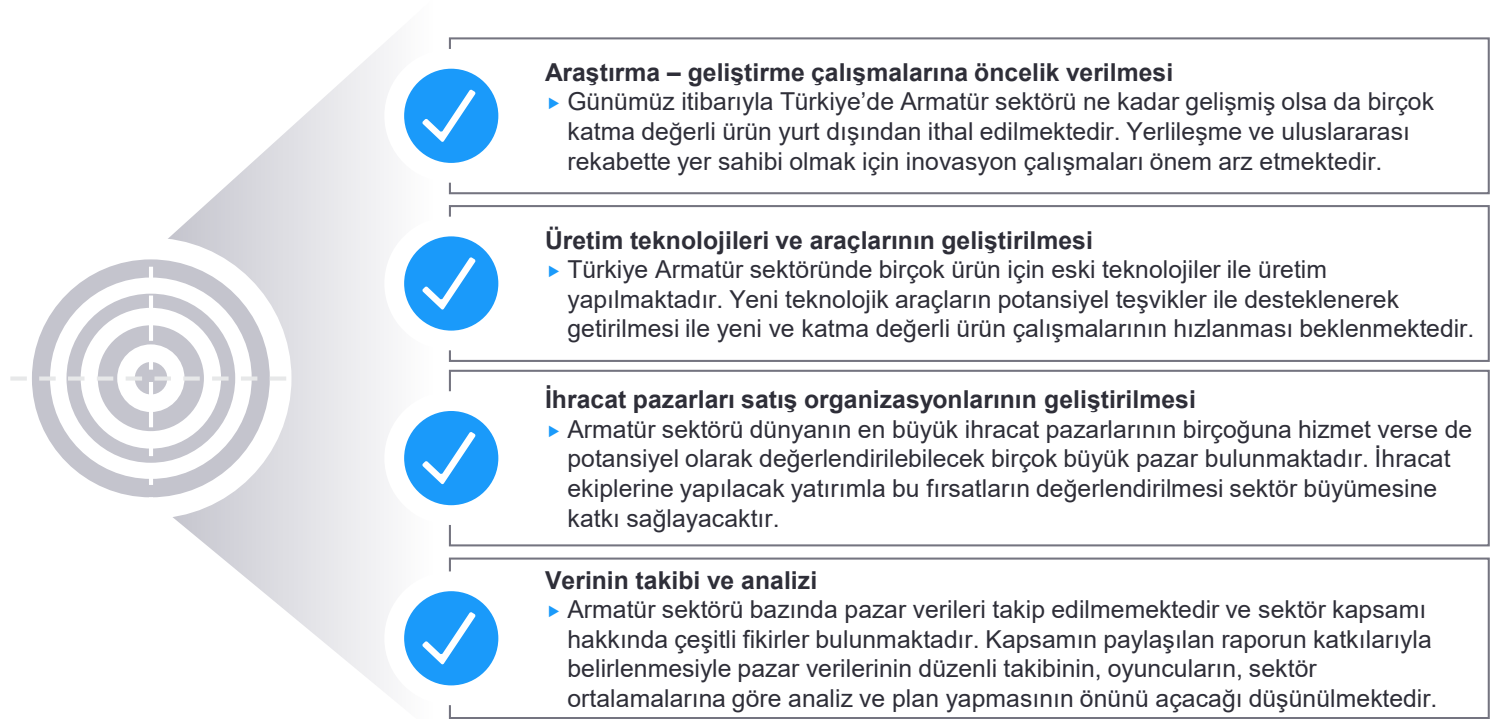 Araştırma – geliştirme çalışmalarına öncelik verilmesi
Günümüz itibarıyla Türkiye’de Armatür sektörü ne kadar gelişmiş olsa da birçok
katma değerli ürün yurt dışından ithal edilmektedir. Yerlileşme ve uluslararası
rekabette yer sahibi olmak için inovasyon çalışmaları önem arz etmektedir.
Üretim teknolojileri ve araçlarının geliştirilmesi
Türkiye Armatür sektöründe birçok ürün için eski teknolojiler ile üretim
yapılmaktadır. Yeni teknolojik araçların potansiyel teşvikler ile desteklenerek
getirilmesi ile yeni ve katma değerli ürün çalışmalarının hızlanması beklenmektedir.
İhracat pazarları satış organizasyonlarının geliştirilmesi
Armatür sektörü dünyanın en büyük ihracat pazarlarının birçoğuna hizmet verse de
potansiyel olarak değerlendirilebilecek birçok büyük pazar bulunmaktadır. İhracat
ekiplerine yapılacak yatırımla bu fırsatların değerlendirilmesi sektör büyümesine
katkı sağlayacaktır.
Verinin takibi ve analizi
Armatür sektörü bazında pazar verileri takip edilmemektedir ve sektör kapsamı
hakkında çeşitli fikirler bulunmaktadır. Kapsamın paylaşılan raporun katkılarıyla
belirlenmesiyle pazar verilerinin düzenli takibinin, oyuncuların, sektör
ortalamalarına göre analiz ve plan yapmasının önünü açacağı düşünülmektedir.